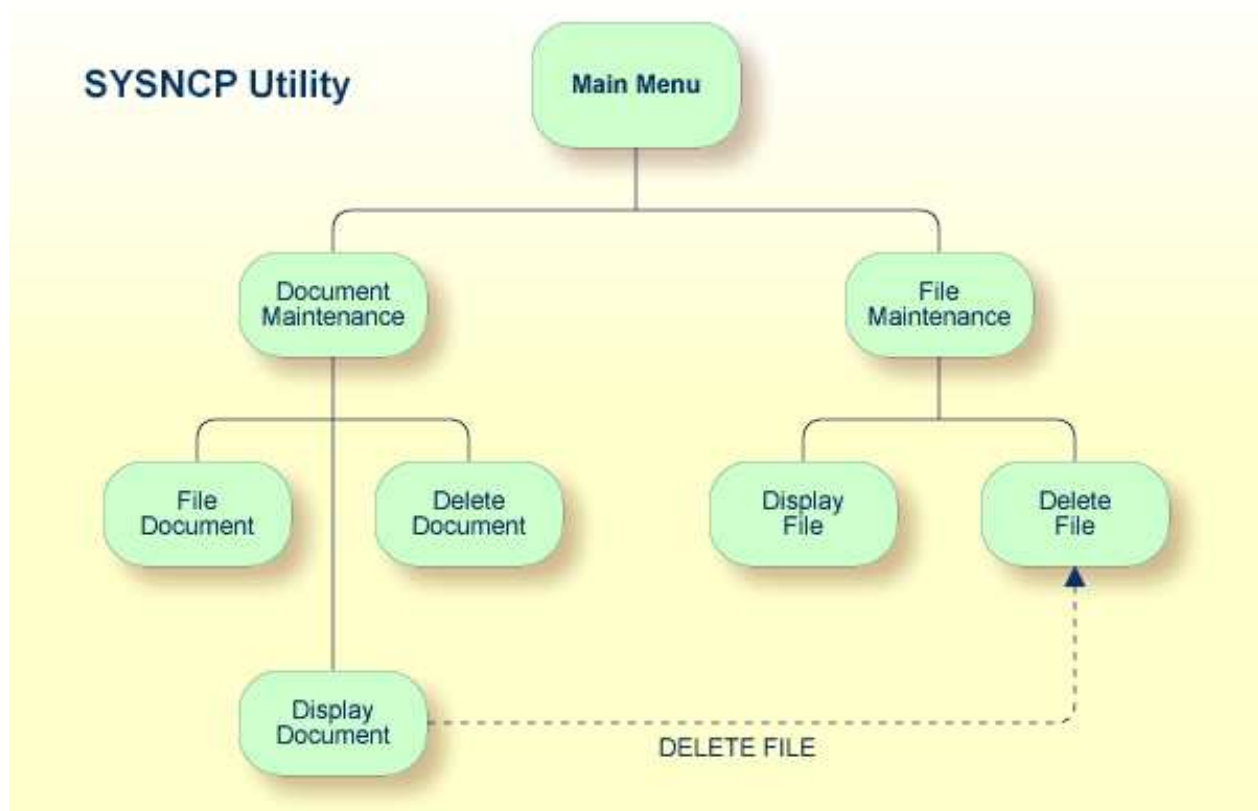 SYSNCP Utility
Main Menu
Document
Maintenance
File
Maintenance
File
Document
Delete
Document
Display
File
Delete
File
Display
Document
DELETE FILE